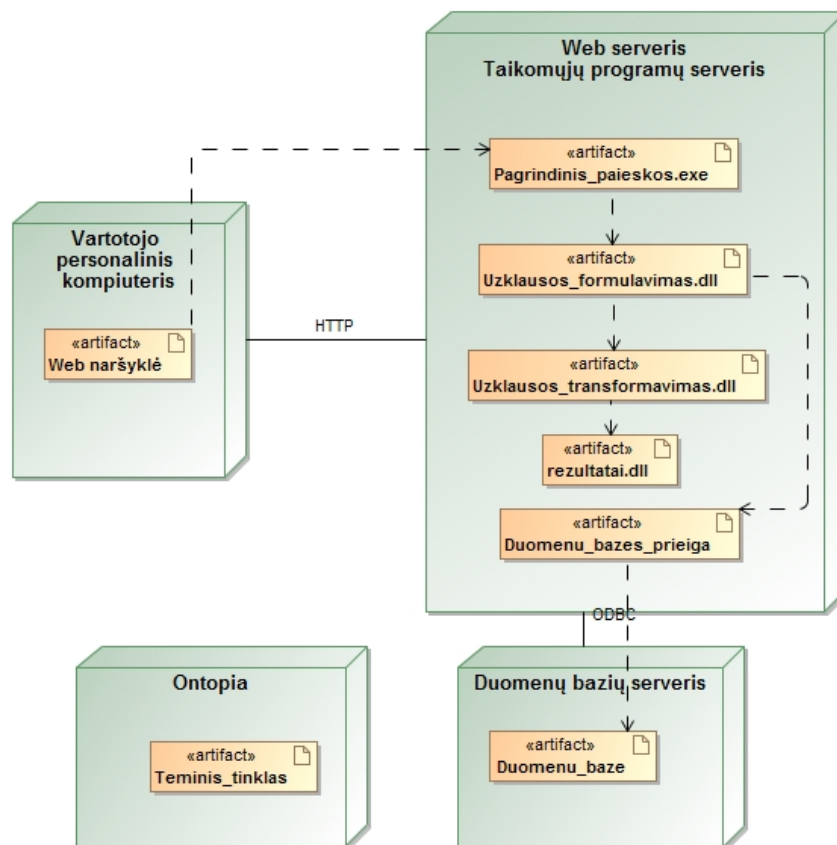 Web serveris
Taikomųjų programų serveris
«artifact»
Pagrindinis_paieskos.exe
«artifact»
Uzklausos_formulavimas.dll
«artifact»
Uzklausos_transformavimas.dll
«artifact»
rezultatai.dll
«artifact»
Duomenu_bazes_prieiga
Vartotojo
personalinis
kompiuteris
«artifact»
Web naršyklė
HTTP
ODBC
Ontopia
«artifact»
Teminis_tinklas
Duomenų bazių serveris
«artifact»
Duomenu_baze